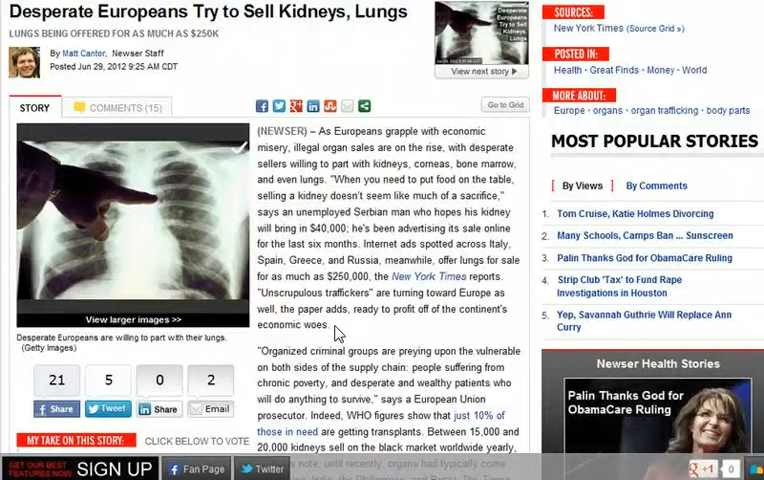 Desperate Europeans Try to Sell Kidneys, Lungs
LUNGS BEING OFFERED FOR AS MUCH AS $250K
By Matt Cantor, Newser Staff
Posted Jun 29, 2012 9:25 AM CDT
Desperate
Europeans
Try to Sell
Kidneys,
Lungs
View next story
STORY
COMMENTS (15)
Go to Grid
(NEWSER) – As Europeans grapple with economic
misery, illegal organ sales are on the rise, with desperate
sellers willing to part with kidneys, corneas, bone marrow,
and even lungs. "When you need to put food on the table,
selling a kidney doesn't seem like much of a sacrifice,"
says an unemployed Serbian man who hopes his kidney
will bring in $40,000; he's been advertising its sale online
for the last six months. Internet ads spotted across Italy,
Spain, Greece, and Russia, meanwhile, offer lungs for sale
for as much as $250,000, the New York Times reports.
"Unscrupulous traffickers" are turning toward Europe as
well, the paper adds, ready to profit off of the continent's
economic woes.
"Organized criminal groups are preying upon the vulnerable
on both sides of the supply chain: people suffering from
chronic poverty, and desperate and wealthy patients who
will do anything to survive," says a European Union
prosecutor. Indeed, WHO figures show that just 10% of
those in need are getting transplants. Between 15,000 and
20,000 kidneys sell on the black market worldwide yearly,
note; until recently, organs had typically come
View larger images >>
Desperate Europeans are willing to part with their lungs.
(Getty Images)
21
5
0
2
Share
Tweet
Share
Email
MY TAKE ON THIS STORY:
CLICK BELOW TO VOTE
SOURCES:
New York Times (Source Grid »)
POSTED IN:
Health · Great Finds · Money · World
MORE ABOUT:
Europe · organs · organ trafficking · body parts
MOST POPULAR STORIES
[ By Views ] By Comments
1. Tom Cruise, Katie Holmes Divorcing
2. Many Schools, Camps Ban ... Sunscreen
3. Palin Thanks God for ObamaCare Ruling
4. Strip Club 'Tax' to Fund Rape
Investigations in Houston
5. Yep, Savannah Guthrie Will Replace Ann
Curry
Newser Health Stories
Palin Thanks God for
ObamaCare Ruling
GET OUR BEST
FEATURES NOW
SIGN UP
Fan Page
Twitter
+1
0